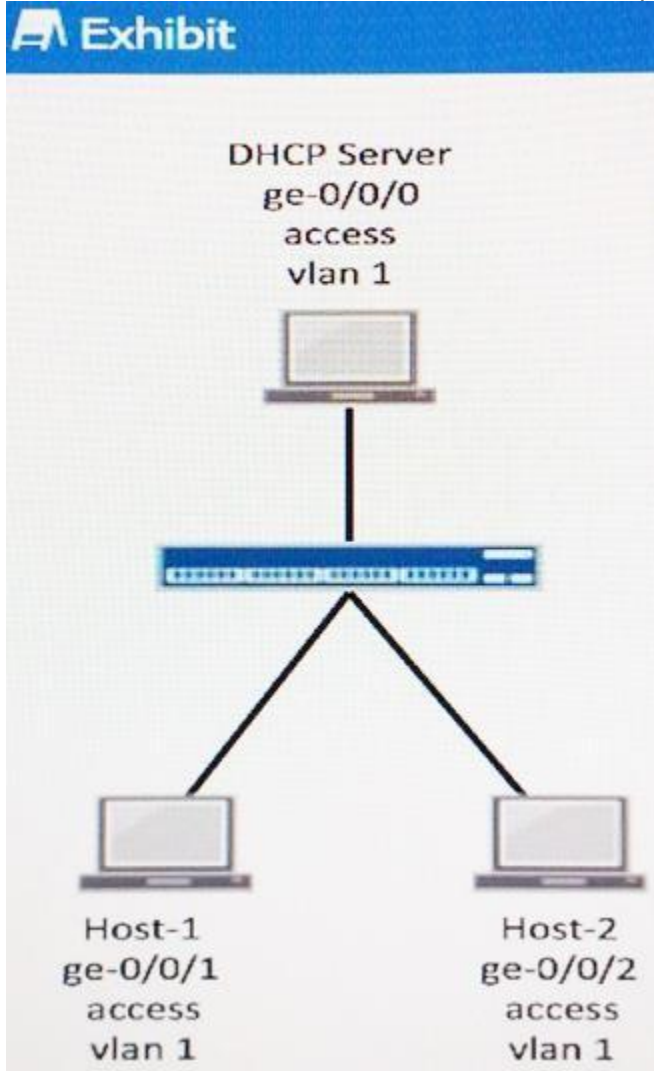 Exhibit
DHCP Server
ge-0/0/0
access
vlan 1
Host-1
ge-0/0/1
access
vlan 1
Host-2
ge-0/0/2
access
vlan 1